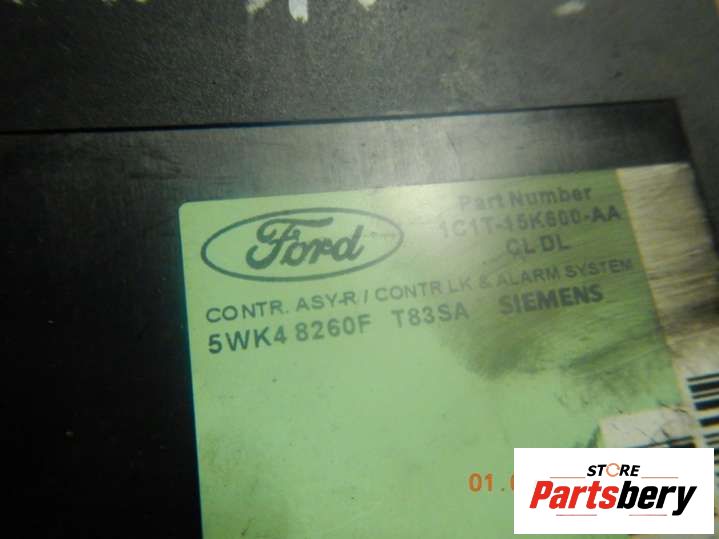 Ford
Part Number
1C1T-15K600-AA
CL DL
CONTR. ASY-R / CONTR LK & ALARM SYSTEM
5WK4 8260F T83SA SIEMENS
01.
STORE
Partsbery